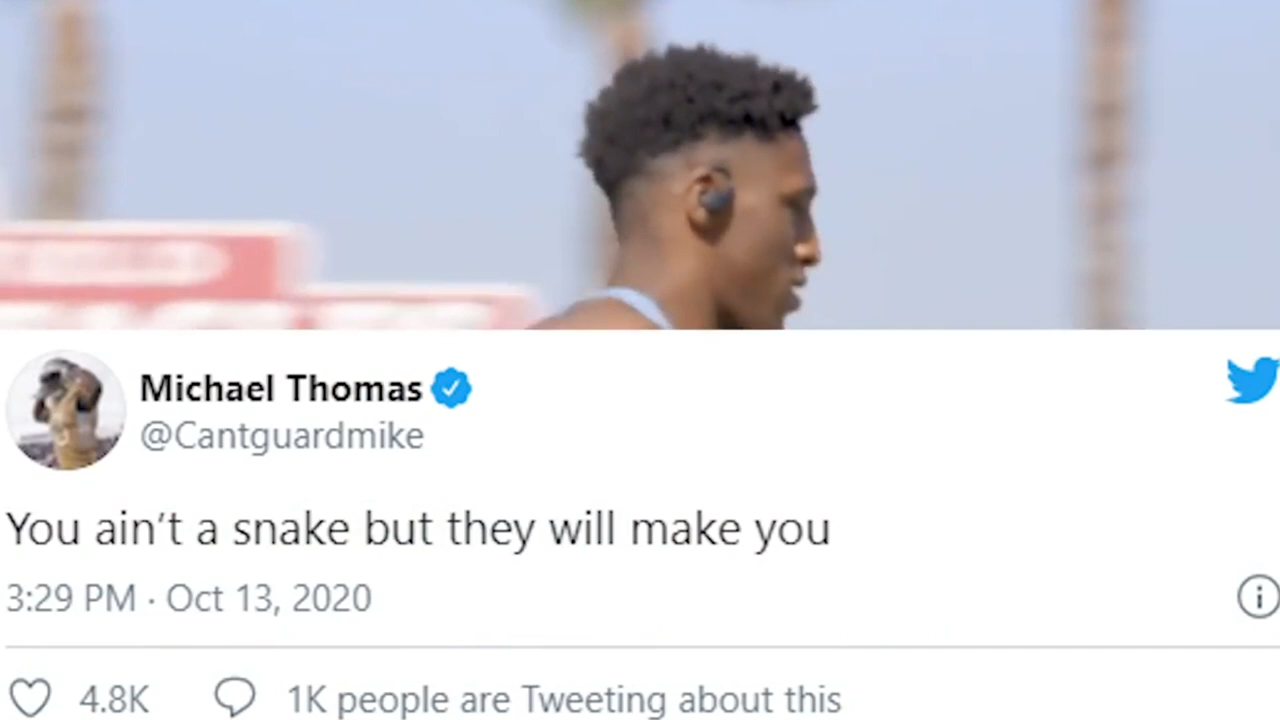 Michael Thomas
@Cantguardmike
You ain't a snake but they will make you
3:29 PM · Oct 13, 2020
4.8K 1K people are Tweeting about this